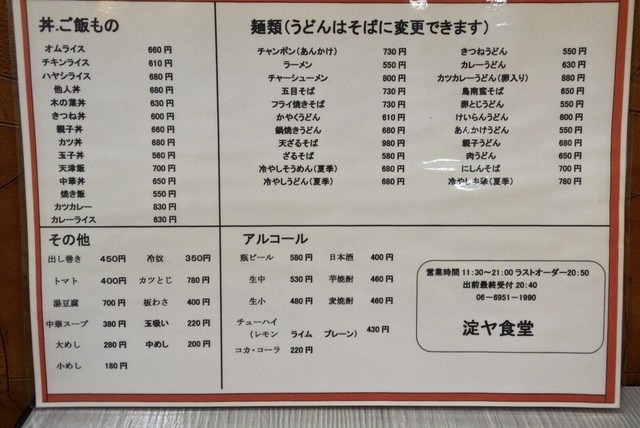 丼.ご飯もの
オムライス 660円
チキンライス 610円
ハヤシライス 680円
他人丼 680円
木の葉丼 630円
きつね丼 600円
親子丼 660円
カツ丼 680円
玉子丼 560円
天津飯 700円
中華丼 650円
焼き飯 550円
カツカレー 830円
カレーライス 630円
麺類(うどんはそばに変更できます)
チャンポン(あんかけ) 730円 きつねうどん 550円
ラーメン 550円 カレーうどん 630円
チャーシューメン 800円 カツカレーうどん(卵入り) 880円
五目そば 730円 鳥南蛮そば 650円
フライ焼きそば 730円 卵とじうどん 550円
かやくうどん 610円 けいらんうどん 600円
鍋焼きうどん 680円 あんかけうどん 550円
天ざるそば 980円 親子うどん 680円
ざるそば 580円 肉うどん 650円
冷やしそうめん(夏季) 680円 にしんそば 700円
冷やしうどん(夏季) 680円 冷やし中華(夏季) 780円
その他
出し巻き 450円 冷奴 350円
トマト 400円 カツとじ 780円
湯豆腐 700円 板わさ 400円
中華スープ 380円 玉吸い 220円
大めし 280円 中めし 200円
小めし 180円
アルコール
瓶ビール 580円 日本酒 400円
生中 530円 芋焼酎 460円
生小 480円 麦焼酎 460円
チューハイ
(レモン ライム プレーン) 430円
コカ・コーラ 220円
営業時間 11:30~21:00 ラストオーダー20:50
出前最終受付 20:40
06-6951-1990
淀ヤ食堂